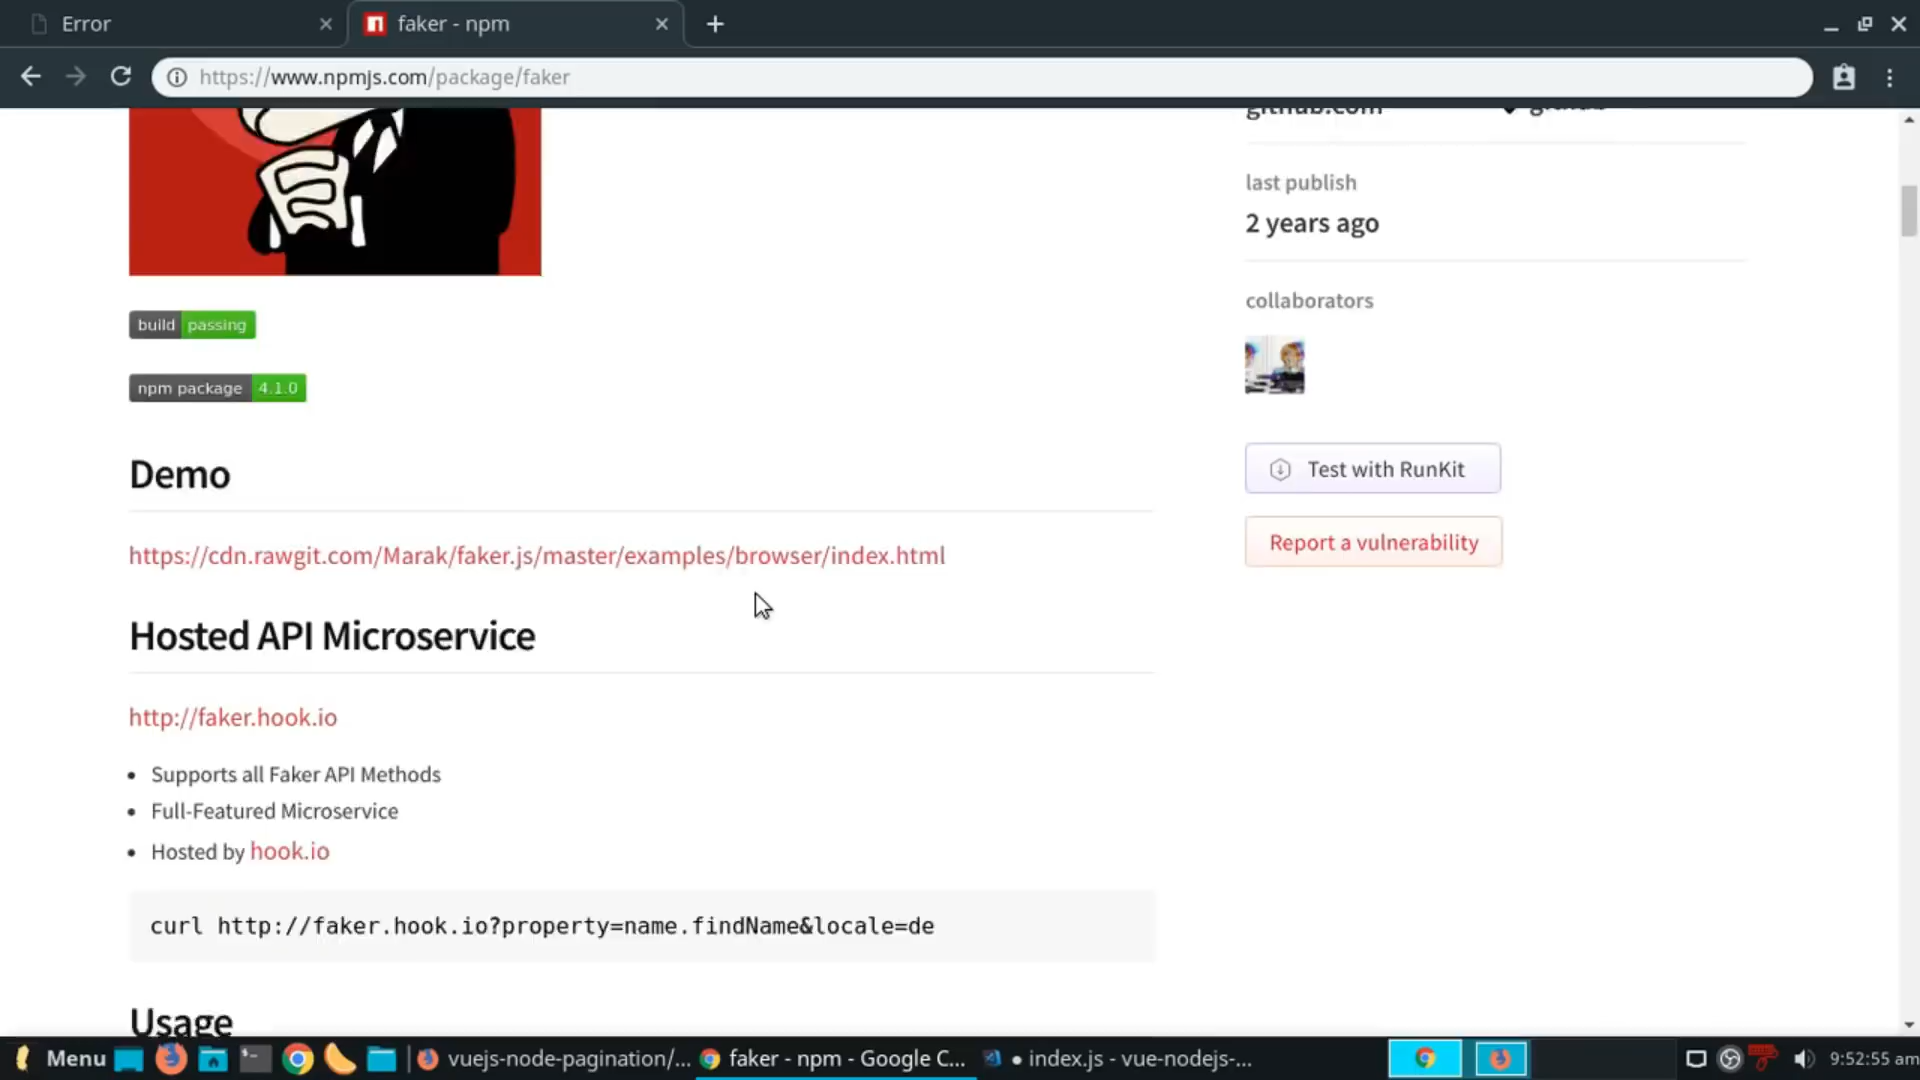 Error
faker - npm
https://www.npmjs.com/package/faker
github.com
github
last publish
2 years ago
collaborators
build passing
npm package 4.1.0
Test with RunKit
Report a vulnerability
Demo
https://cdn.rawgit.com/Marak/faker.js/master/examples/browser/index.html
Hosted API Microservice
http://faker.hook.io
• Supports all Faker API Methods
• Full-Featured Microservice
• Hosted by hook.io
curl http://faker.hook.io?property=name.findName&locale=de
Usage
Menu vuejs-node-pagination/... faker - npm - Google C... ● index.js - vue-nodejs-... 9:52:55 am